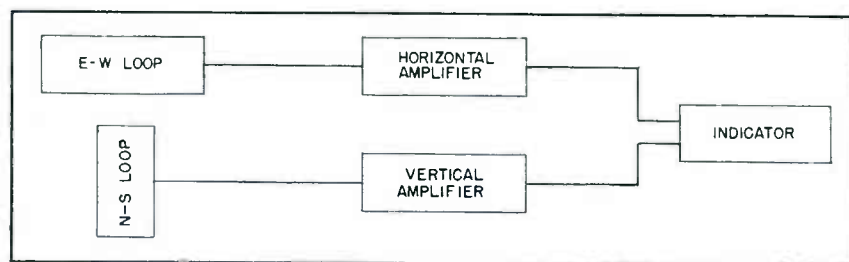 E-W LOOP
HORIZONTAL
AMPLIFIER
INDICATOR
N-S LOOP
VERTICAL
AMPLIFIER